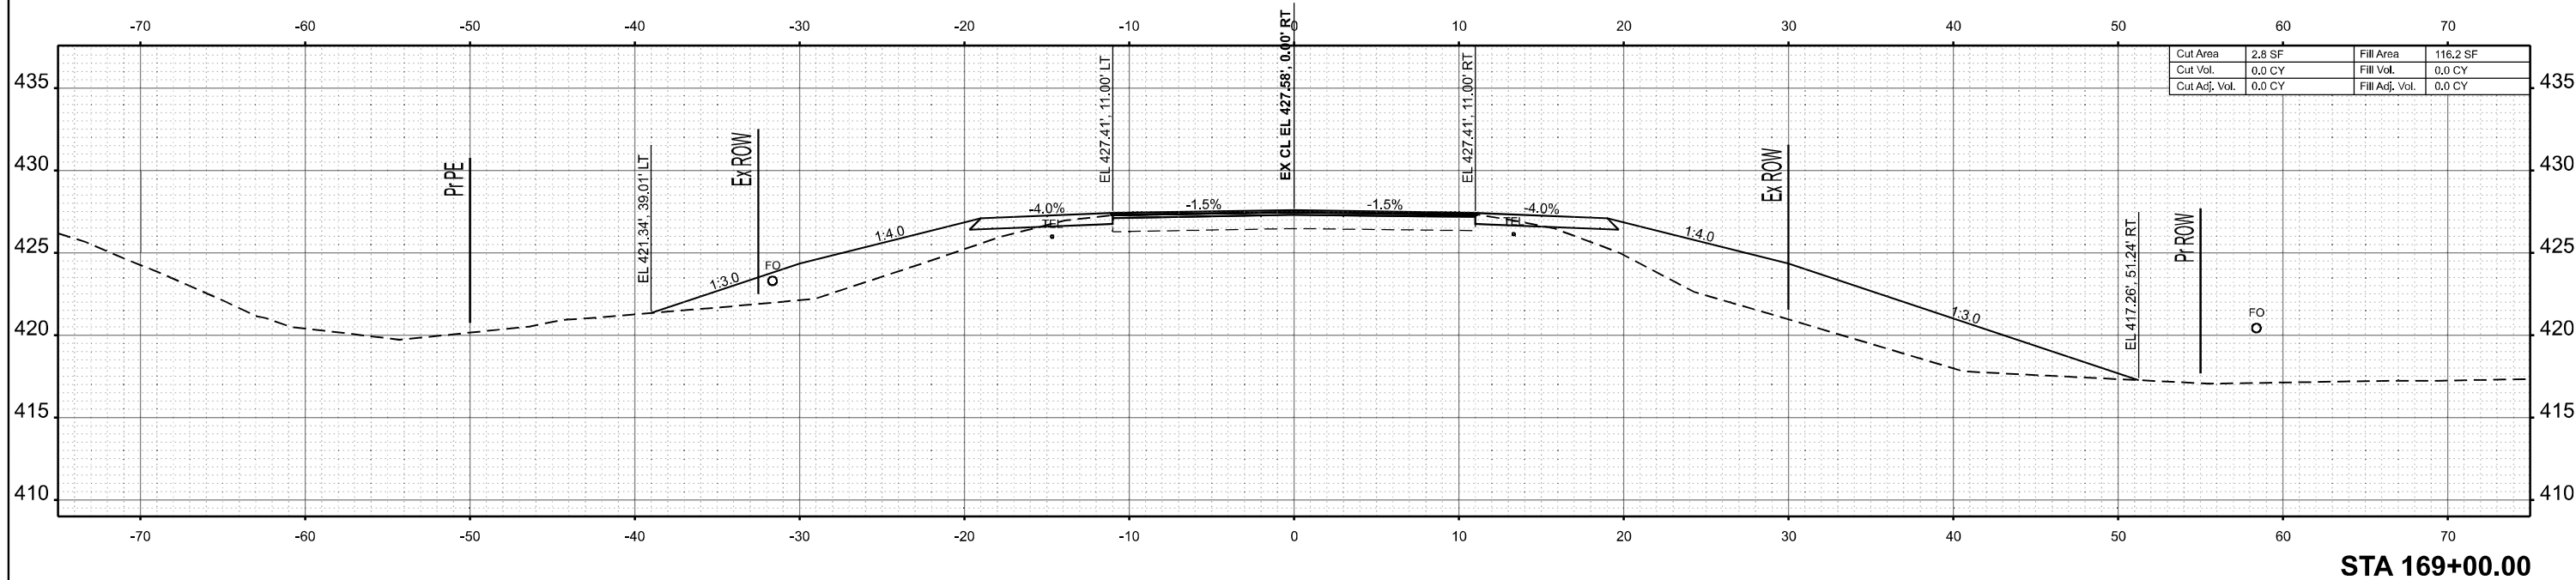 -70 -60 -50 -40 -30 -20 -10 0 10 20 30 40 50 60 70
Cut Area 2.8 SF Fill Area 116.2 SF
Cut Vol. 0.0 CY Fill Vol. 0.0 CY
Cut Adj. Vol. 0.0 CY Fill Adj. Vol. 0.0 CY
435 435
430 430
425 425
420 420
415 415
410 410
Pr PE
EL 421.34', 39.01' LT
Ex ROW
EL 427.41', 11.00' LT
EX CL EL 427.58', 0.00' RT
EL 427.41', 11.00' RT
Ex ROW
EL 417.26', 51.24' RT
Pr ROW
-4.0% -1.5% -1.5% -4.0%
TEL TEL
1:4.0 1:4.0
FO
1:3.0
1:3.0
FO
-70 -60 -50 -40 -30 -20 -10 0 10 20 30 40 50 60 70
STA 169+00.00